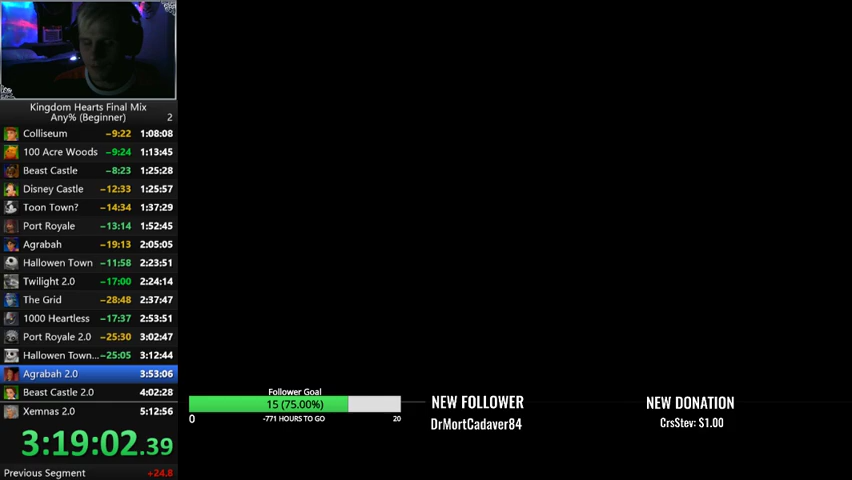 Kingdom Hearts Final Mix
Any% (Beginner) 2
Colliseum −9:22 1:08:08
100 Acre Woods −9:24 1:13:45
Beast Castle −8:23 1:25:28
Disney Castle −12:33 1:25:57
Toon Town? −14:34 1:37:29
Port Royale −13:14 1:52:45
Agrabah −19:13 2:05:05
Hallowen Town −11:58 2:23:51
Twilight 2.0 −17:00 2:24:14
The Grid −28:48 2:37:47
1000 Heartless −17:37 2:53:51
Port Royale 2.0 −25:30 3:02:47
Hallowen Town... −25:05 3:12:44
Agrabah 2.0 3:53:06
Beast Castle 2.0 4:02:28
Xemnas 2.0 5:12:56
3:19:02.39
Previous Segment +24.8
Follower Goal
15 (75.00%)
0 -771 HOURS TO GO 20
NEW FOLLOWER
DrMortCadaver84
NEW DONATION
CrsStev: $1.00